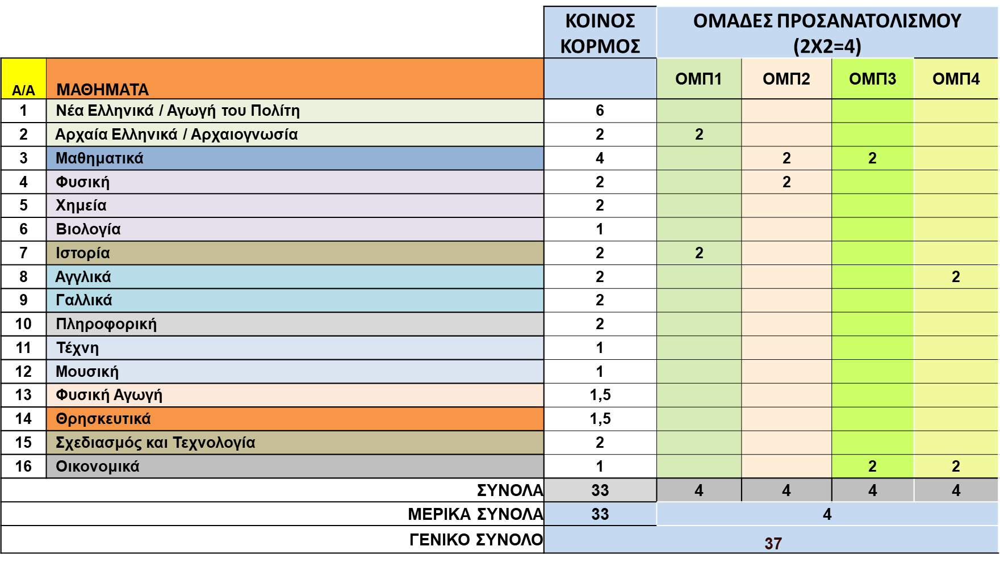 ΚΟΙΝΟΣ ΚΟΡΜΟΣ ΟΜΑΔΕΣ ΠΡΟΣΑΝΑΤΟΛΙΣΜΟΥ (2Χ2=4)
Α/Α ΜΑΘΗΜΑΤΑ ΟΜΠ1 ΟΜΠ2 ΟΜΠ3 ΟΜΠ4
1 Νέα Ελληνικά / Αγωγή του Πολίτη 6
2 Αρχαία Ελληνικά / Αρχαιογνωσία 2 2
3 Μαθηματικά 4 2 2
4 Φυσική 2 2
5 Χημεία 2
6 Βιολογία 1
7 Ιστορία 2 2
8 Αγγλικά 2 2
9 Γαλλικά 2
10 Πληροφορική 2
11 Τέχνη 1
12 Μουσική 1
13 Φυσική Αγωγή 1,5
14 Θρησκευτικά 1,5
15 Σχεδιασμός και Τεχνολογία 2
16 Οικονομικά 1 2 2
ΣΥΝΟΛΑ 33 4 4 4 4
ΜΕΡΙΚΑ ΣΥΝΟΛΑ 33 4
ΓΕΝΙΚΟ ΣΥΝΟΛΟ 37